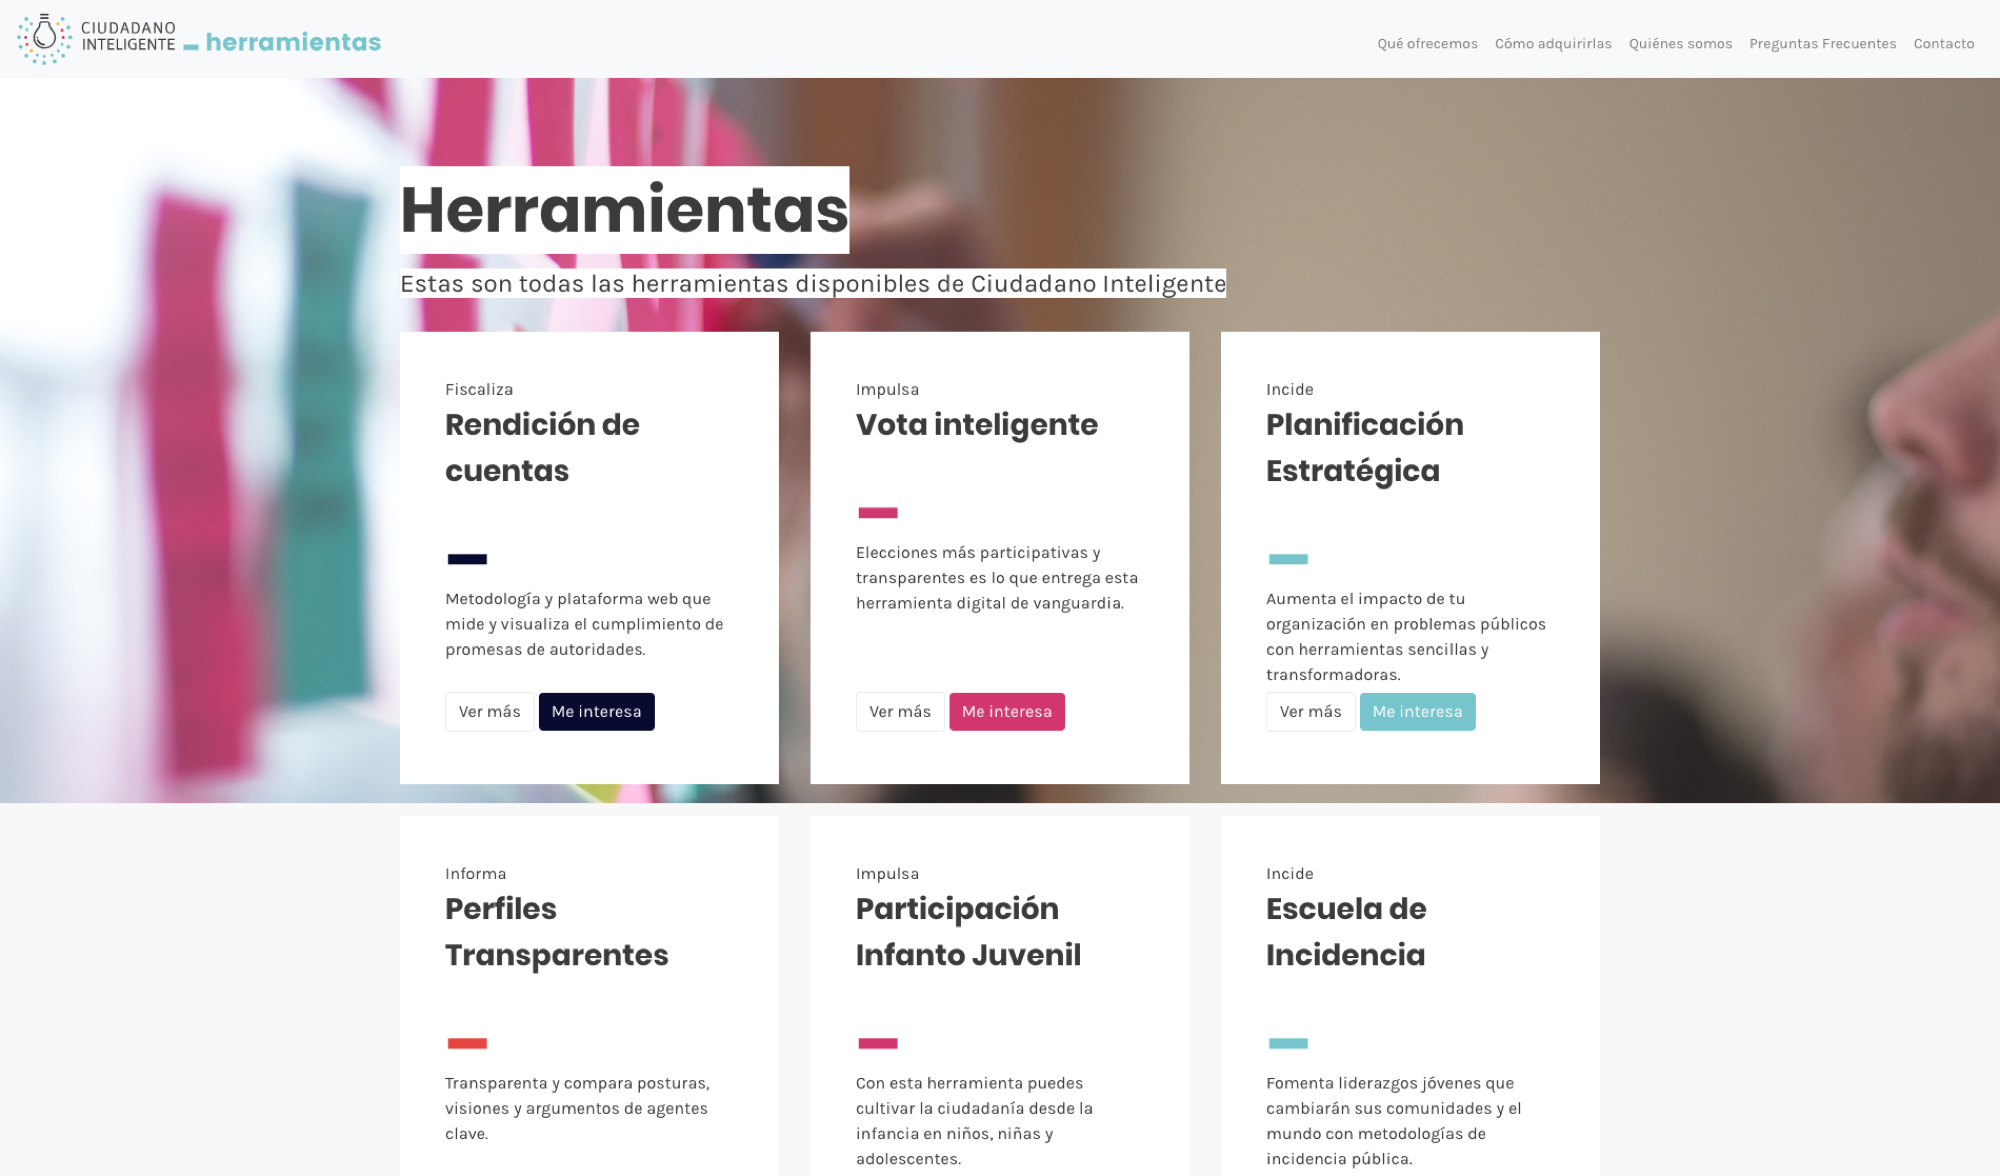 CIUDADANO
INTELIGENTE
herramientas
Qué ofrecemos Cómo adquirirlas Quiénes somos Preguntas Frecuentes Contacto
Herramientas
Estas son todas las herramientas disponibles de Ciudadano Inteligente
Fiscaliza
Rendición de
cuentas
Metodología y plataforma web que
mide y visualiza el cumplimiento de
promesas de autoridades.
Ver más Me interesa
Impulsa
Vota inteligente
Elecciones más participativas y
transparentes es lo que entrega esta
herramienta digital de vanguardia.
Ver más Me interesa
Incide
Planificación
Estratégica
Aumenta el impacto de tu
organización en problemas públicos
con herramientas sencillas y
transformadoras.
Ver más Me interesa
Informa
Perfiles
Transparentes
Transparenta y compara posturas,
visiones y argumentos de agentes
clave.
Impulsa
Participación
Infanto Juvenil
Con esta herramienta puedes
cultivar la ciudadanía desde la
infancia en niños, niñas y
adolescentes.
Incide
Escuela de
Incidencia
Fomenta liderazgos jóvenes que
cambiarán sus comunidades y el
mundo con metodologías de
incidencia pública.